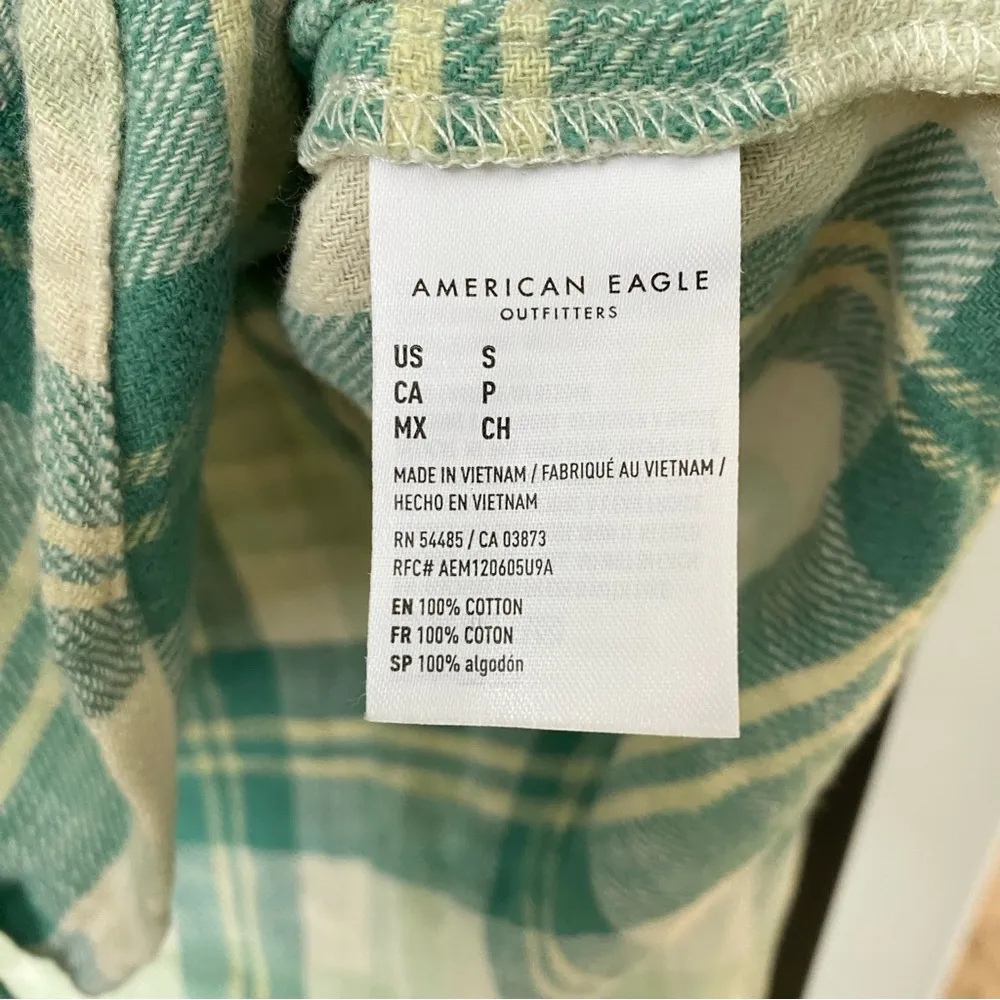 AMERICAN EAGLE
OUTFITTERS
US S
CA P
MX CH
MADE IN VIETNAM / FABRIQUÉ AU VIETNAM /
HECHO EN VIETNAM
RN 54485 / CA 03873
RFC# AEM120605U9A
EN 100% COTTON
FR 100% COTON
SP 100% algodón